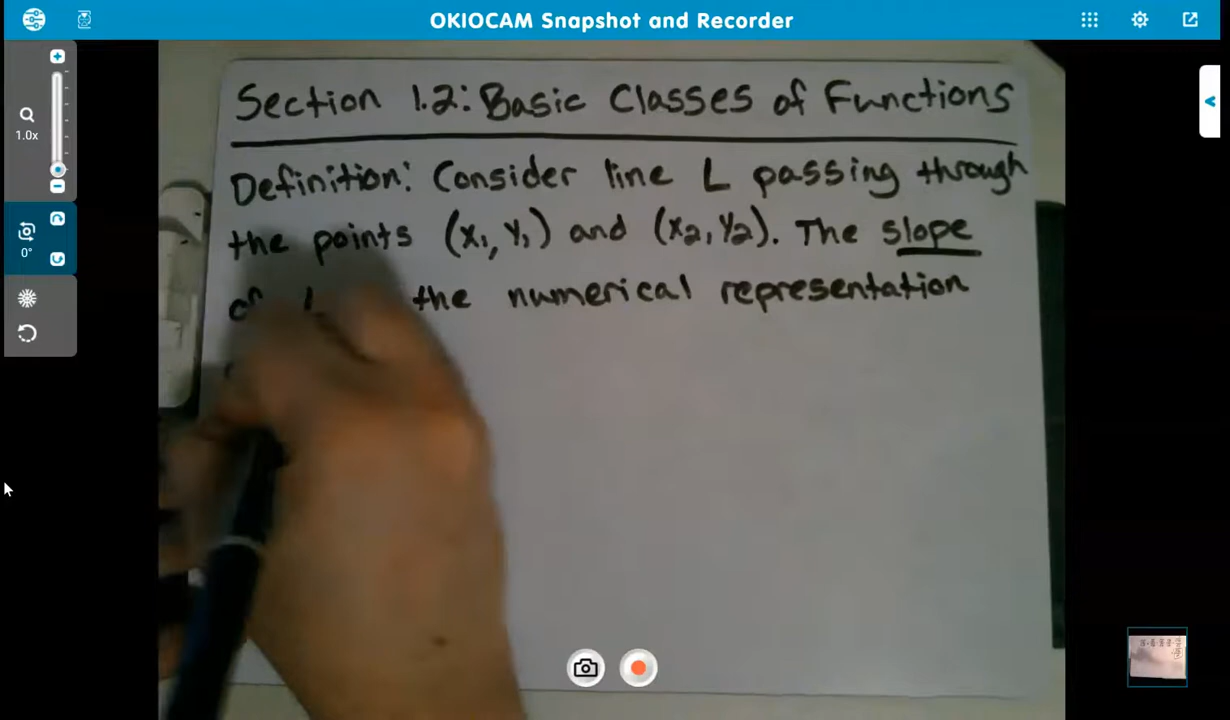 OKIOCAM Snapshot and Recorder
1.0x
0°
Section 1.2: Basic Classes of Functions
Definition: Consider line L passing through
the points (x₁, y₁) and (x₂, y₂). The slope
of L the numerical representation